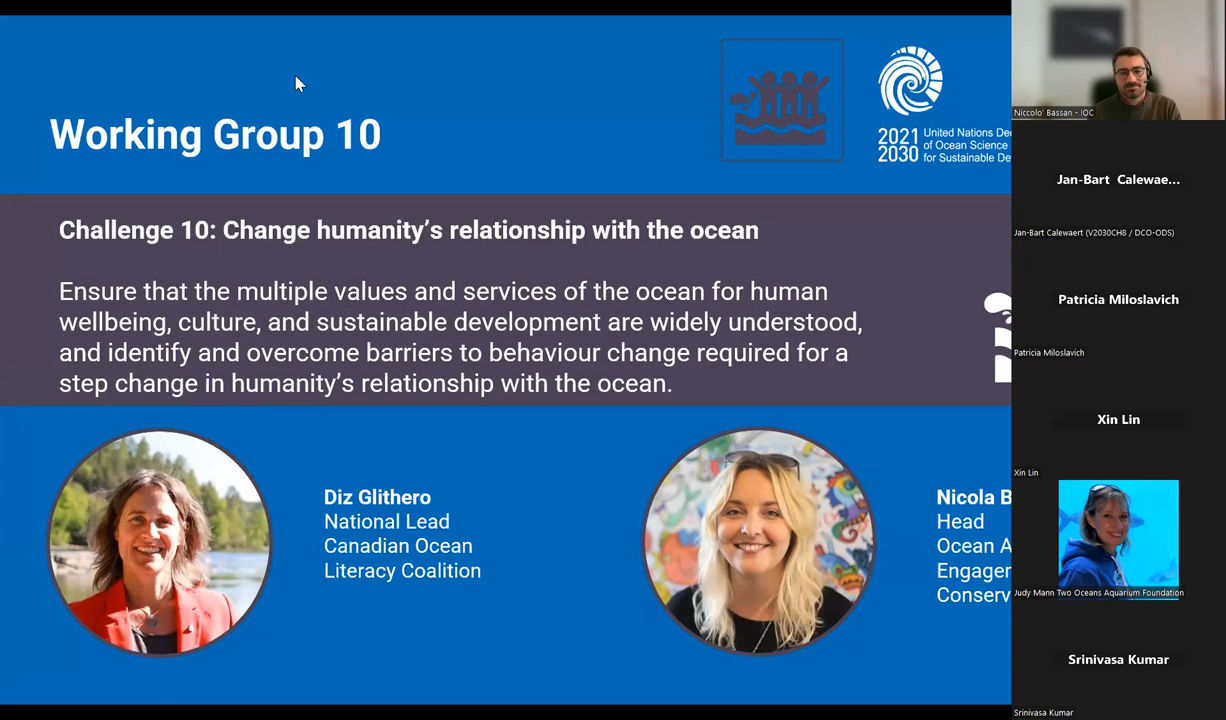 Working Group 10
2021
2030
United Nations
of Ocean Science
for Sustainable
Challenge 10: Change humanity’s relationship with the ocean
Ensure that the multiple values and services of the ocean for human
wellbeing, culture, and sustainable development are widely understood,
and identify and overcome barriers to behaviour change required for a
step change in humanity’s relationship with the ocean.
Diz Glithero
National Lead
Canadian Ocean
Literacy Coalition
Nicola
Head
Ocean
Niccolo' Bassan - IOC
Jan-Bart Calewae...
Jan-Bart Calewaert (V2030CH8 / DCO-ODS)
Patricia Miloslavich
Patricia Miloslavich
Xin Lin
Xin Lin
Judy Mann Two Oceans Aquarium Foundation
Srinivasa Kumar
Srinivasa Kumar